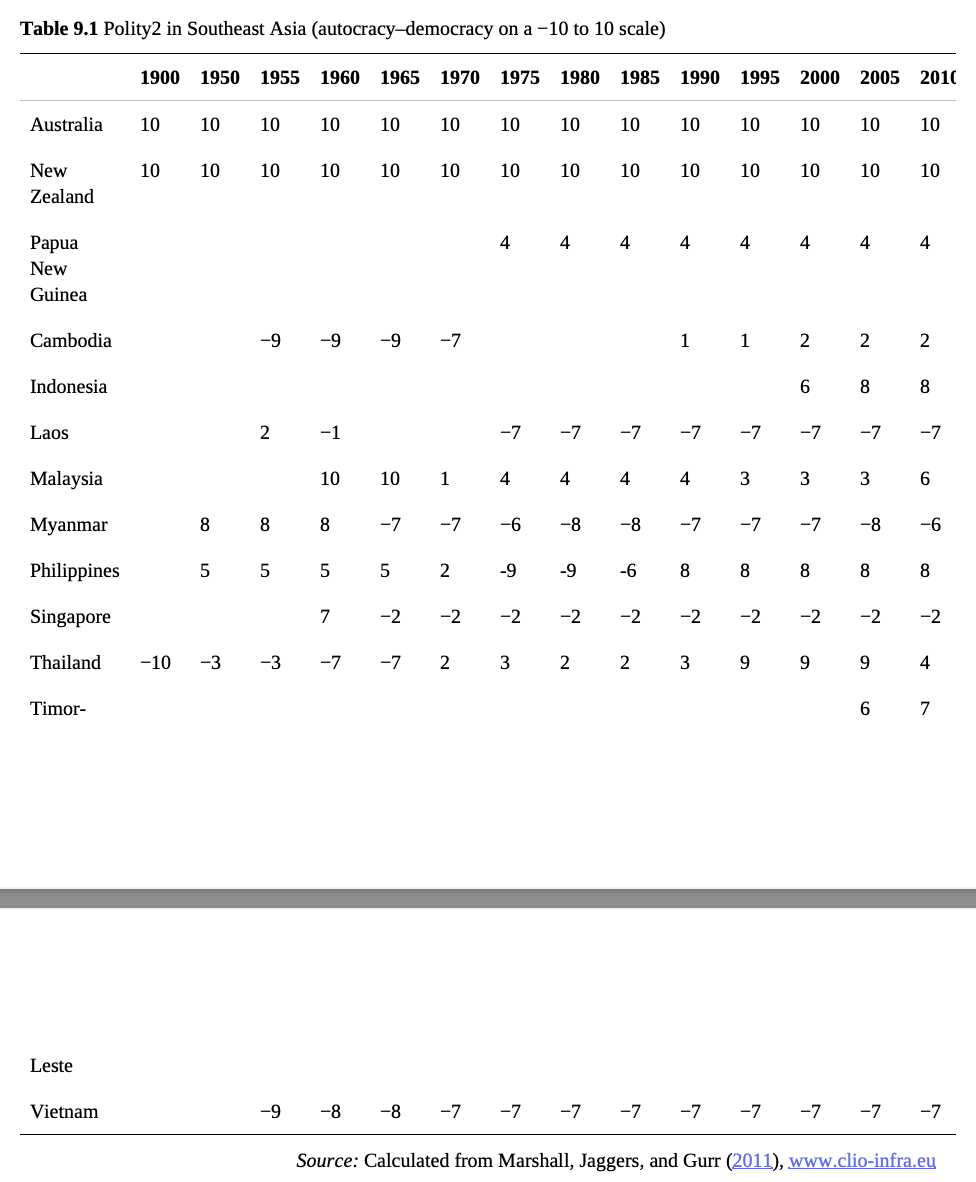 Table 9.1 Polity2 in Southeast Asia (autocracy–democracy on a −10 to 10 scale)
1900 1950 1955 1960 1965 1970 1975 1980 1985 1990 1995 2000 2005 2010
Australia 10 10 10 10 10 10 10 10 10 10 10 10 10 10
New 10 10 10 10 10 10 10 10 10 10 10 10 10 10
Zealand
Papua 4 4 4 4 4 4 4 4
New
Guinea
Cambodia −9 −9 −9 −7 1 1 2 2 2
Indonesia 6 8 8
Laos 2 −1 −7 −7 −7 −7 −7 −7 −7 −7
Malaysia 10 10 1 4 4 4 4 3 3 3 6
Myanmar 8 8 8 −7 −7 −6 −8 −8 −7 −7 −7 −8 −6
Philippines 5 5 5 5 2 -9 -9 -6 8 8 8 8 8
Singapore 7 −2 −2 −2 −2 −2 −2 −2 −2 −2 −2
Thailand −10 −3 −3 −7 −7 2 3 2 2 3 9 9 9 4
Timor- 6 7
Leste
Vietnam −9 −8 −8 −7 −7 −7 −7 −7 −7 −7 −7 −7
Source: Calculated from Marshall, Jaggers, and Gurr (2011), www.clio-infra.eu